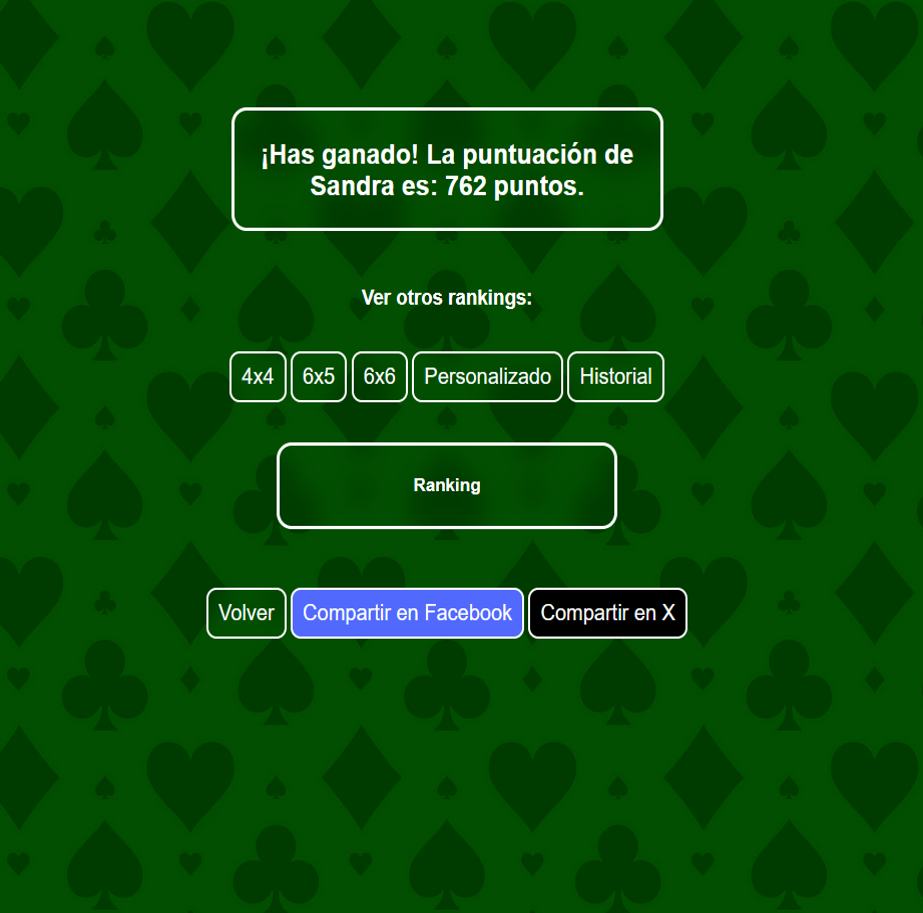 ¡Has ganado! La puntuación de
Sandra es: 762 puntos.
Ver otros rankings:
4x4 6x5 6x6 Personalizado Historial
Ranking
Volver Compartir en Facebook Compartir en X